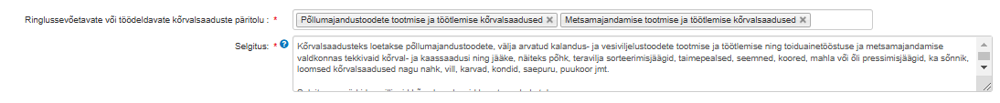 Ringlussevõetavate või töödeldavate kõrvalsaaduste päritolu : * Põllumajandustoodete tootmise ja töötlemise kõrvalsaadused × Metsamajandamise tootmise ja töötlemise kõrvalsaadused ×
Selgitus: * ? Kõrvalsaadusteks loetakse põllumajandustoodete, välja arvatud kalandus- ja vesiviljelustoodete tootmise ja töötlemise ning toiduainetööstuse ja metsamajandamise
valdkonnas tekkivaid kõrval- ja kaassaadusi ning jääke, näiteks põhk, teravilja sorteerimisjäägid, taimepealsed, seemned, koored, mahla või õli pressimisjäägid, ka sõnnik,
loomsed kõrvalsaadused nagu nahk, vill, karvad, kondid, saepuru, puukoor jmt.